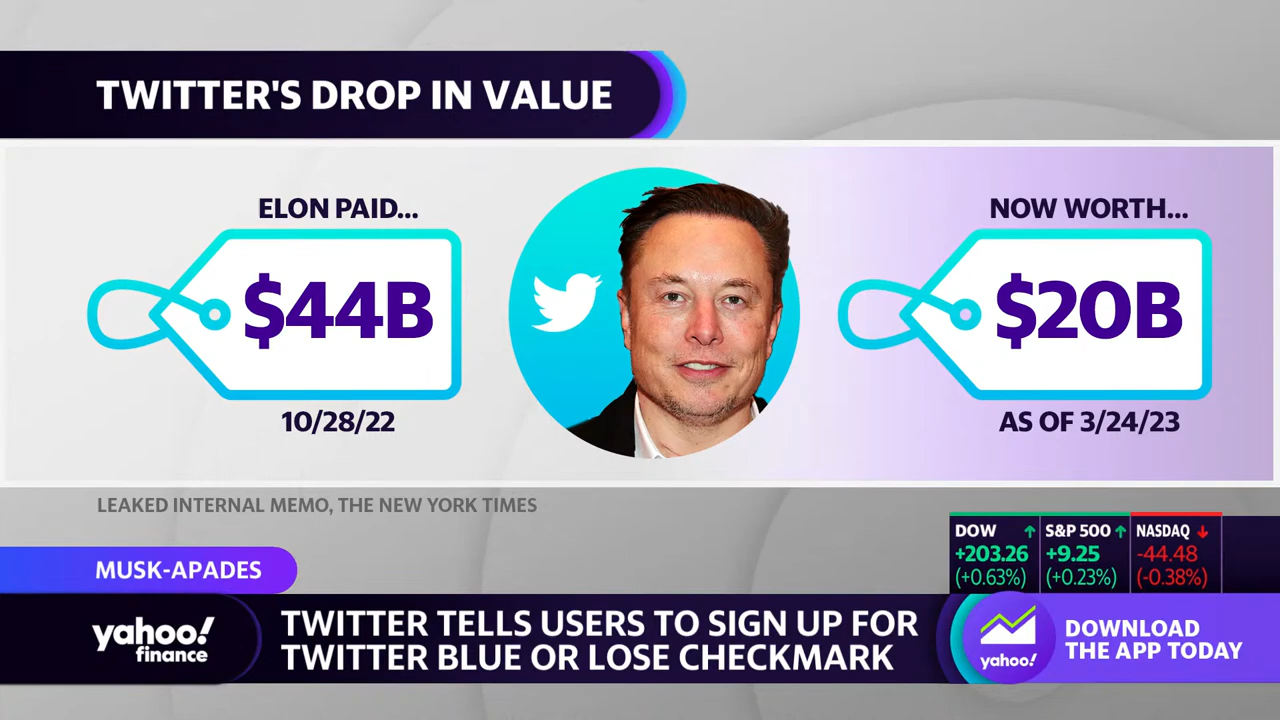 TWITTER'S DROP IN VALUE
ELON PAID...
$44B
10/28/22
NOW WORTH...
$20B
AS OF 3/24/23
LEAKED INTERNAL MEMO, THE NEW YORK TIMES
DOW
+203.26
(+0.63%)
S&P 500
+9.25
(+0.23%)
NASDAQ
-44.48
(-0.38%)
MUSK-APADES
yahoo!
finance
TWITTER TELLS USERS TO SIGN UP FOR
TWITTER BLUE OR LOSE CHECKMARK
yahoo!
DOWNLOAD
THE APP TODAY